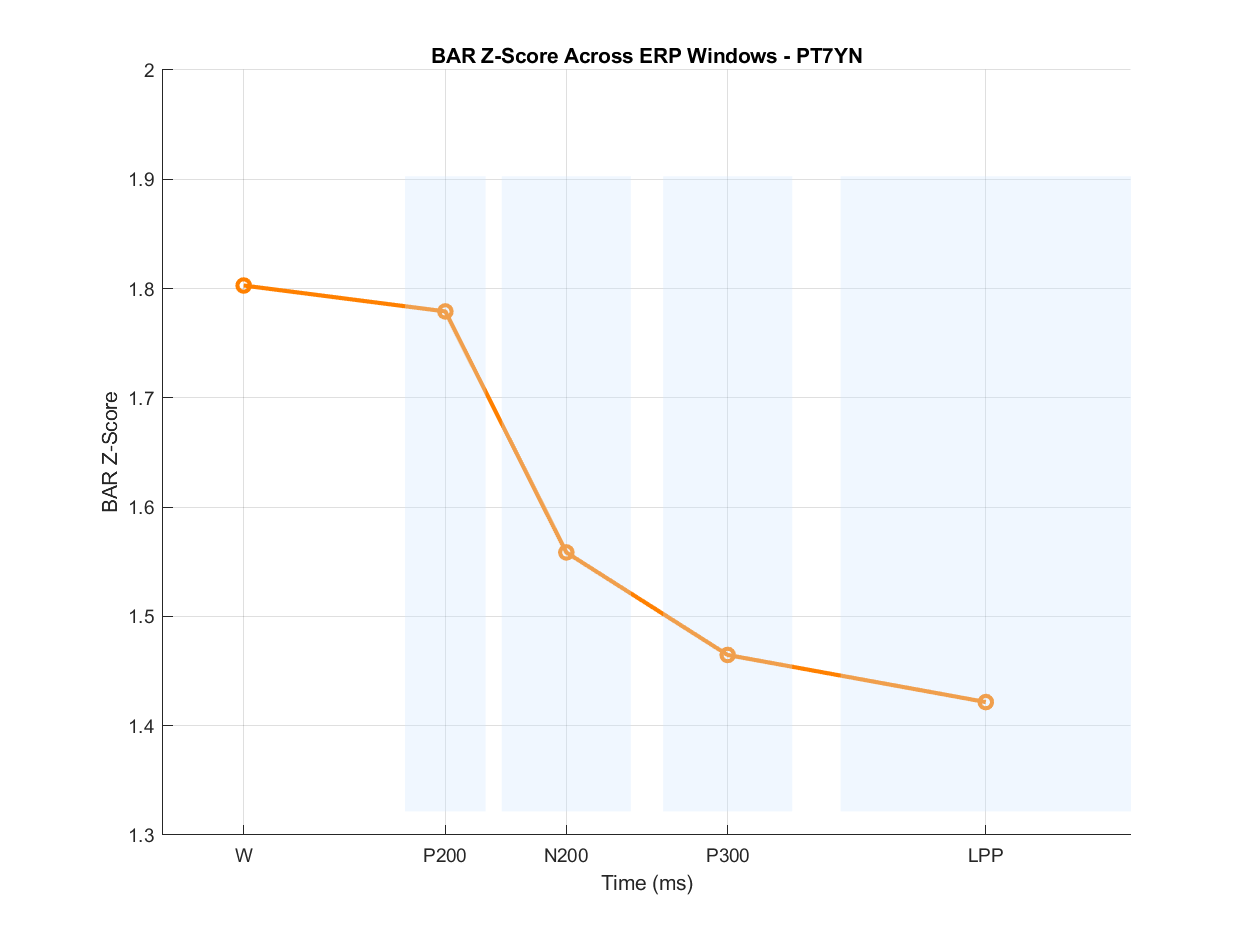 BAR Z-Score Across ERP Windows - PT7YN
2
1.9
1.8
1.7
1.6
1.5
1.4
1.3
BAR Z-Score
W P200 N200 P300 LPP
Time (ms)